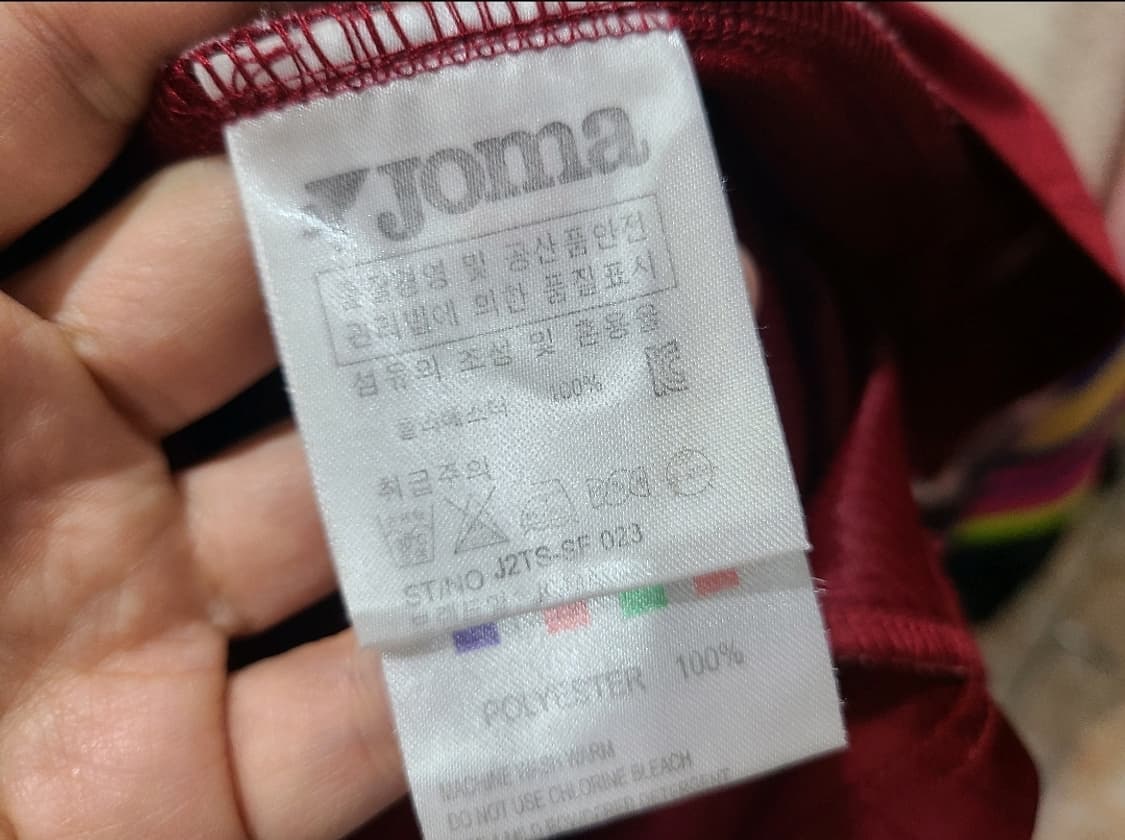 Joma
품질경영 및 공산품안전
관리법에 의한 품질표시
섬유의 조성 및 혼용율
폴리에스터 100%
취급주의
ST/NO J2TS-SF 023
POLYESTER 100%
MACHINE WASH WARM
DO NOT USE CHLORINE BLEACH